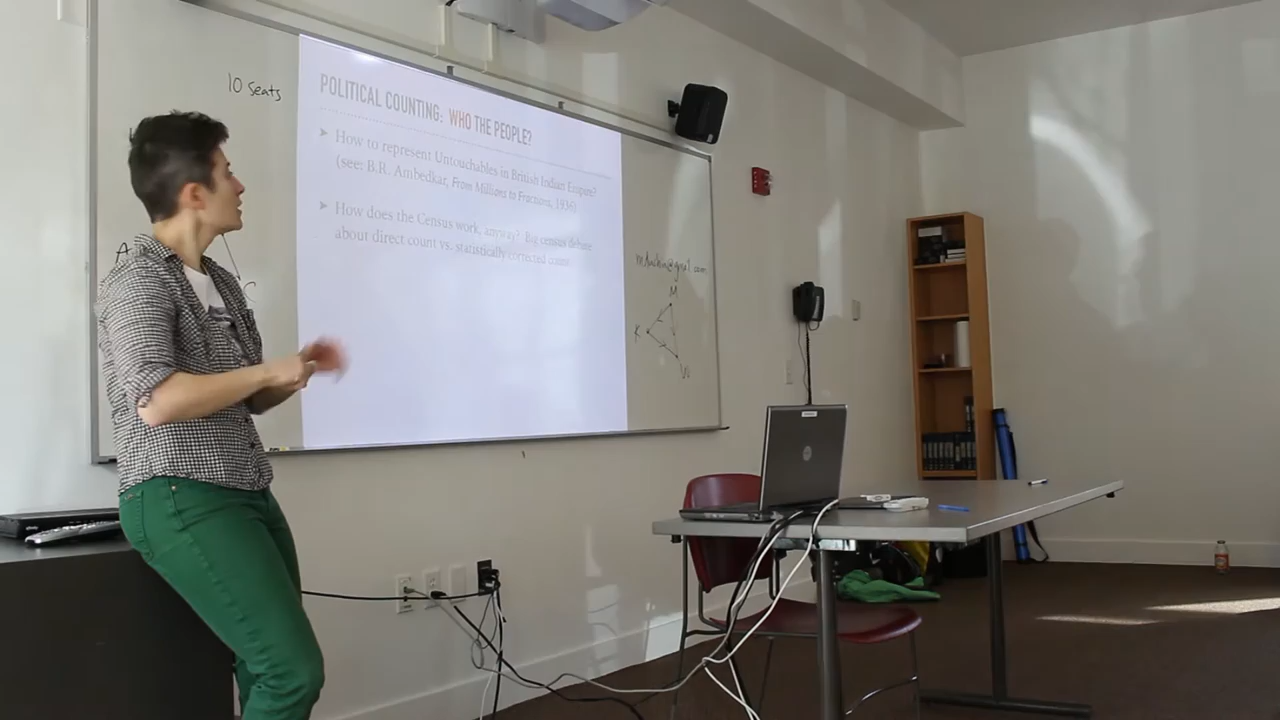 10 Seats
POLITICAL COUNTING: WHO THE PEOPLE?
➤ How to represent Untouchables in British Indian Empire?
(see: B.R. Ambedkar, From Millions to Fractions, 1936)
➤ How does the Census work, anyway? Big census debate
about direct count vs. statistically corrected count.
A
C
M
K
W